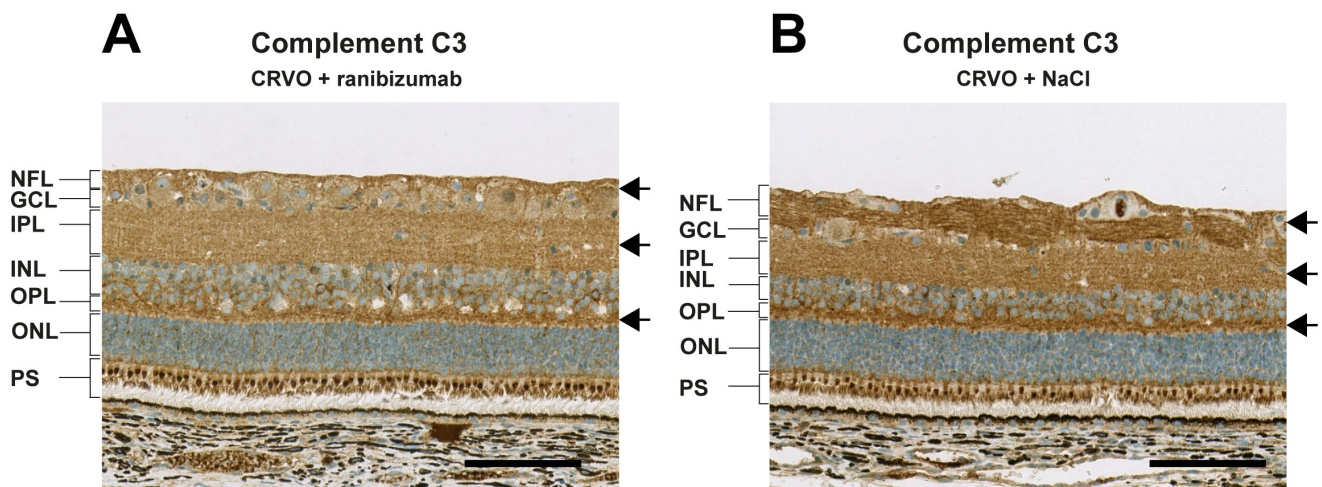 A
Complement C3
CRVO + ranibizumab
NFL
GCL
IPL
INL
OPL
ONL
PS
B
Complement C3
CRVO + NaCl
NFL
GCL
IPL
INL
OPL
ONL
PS